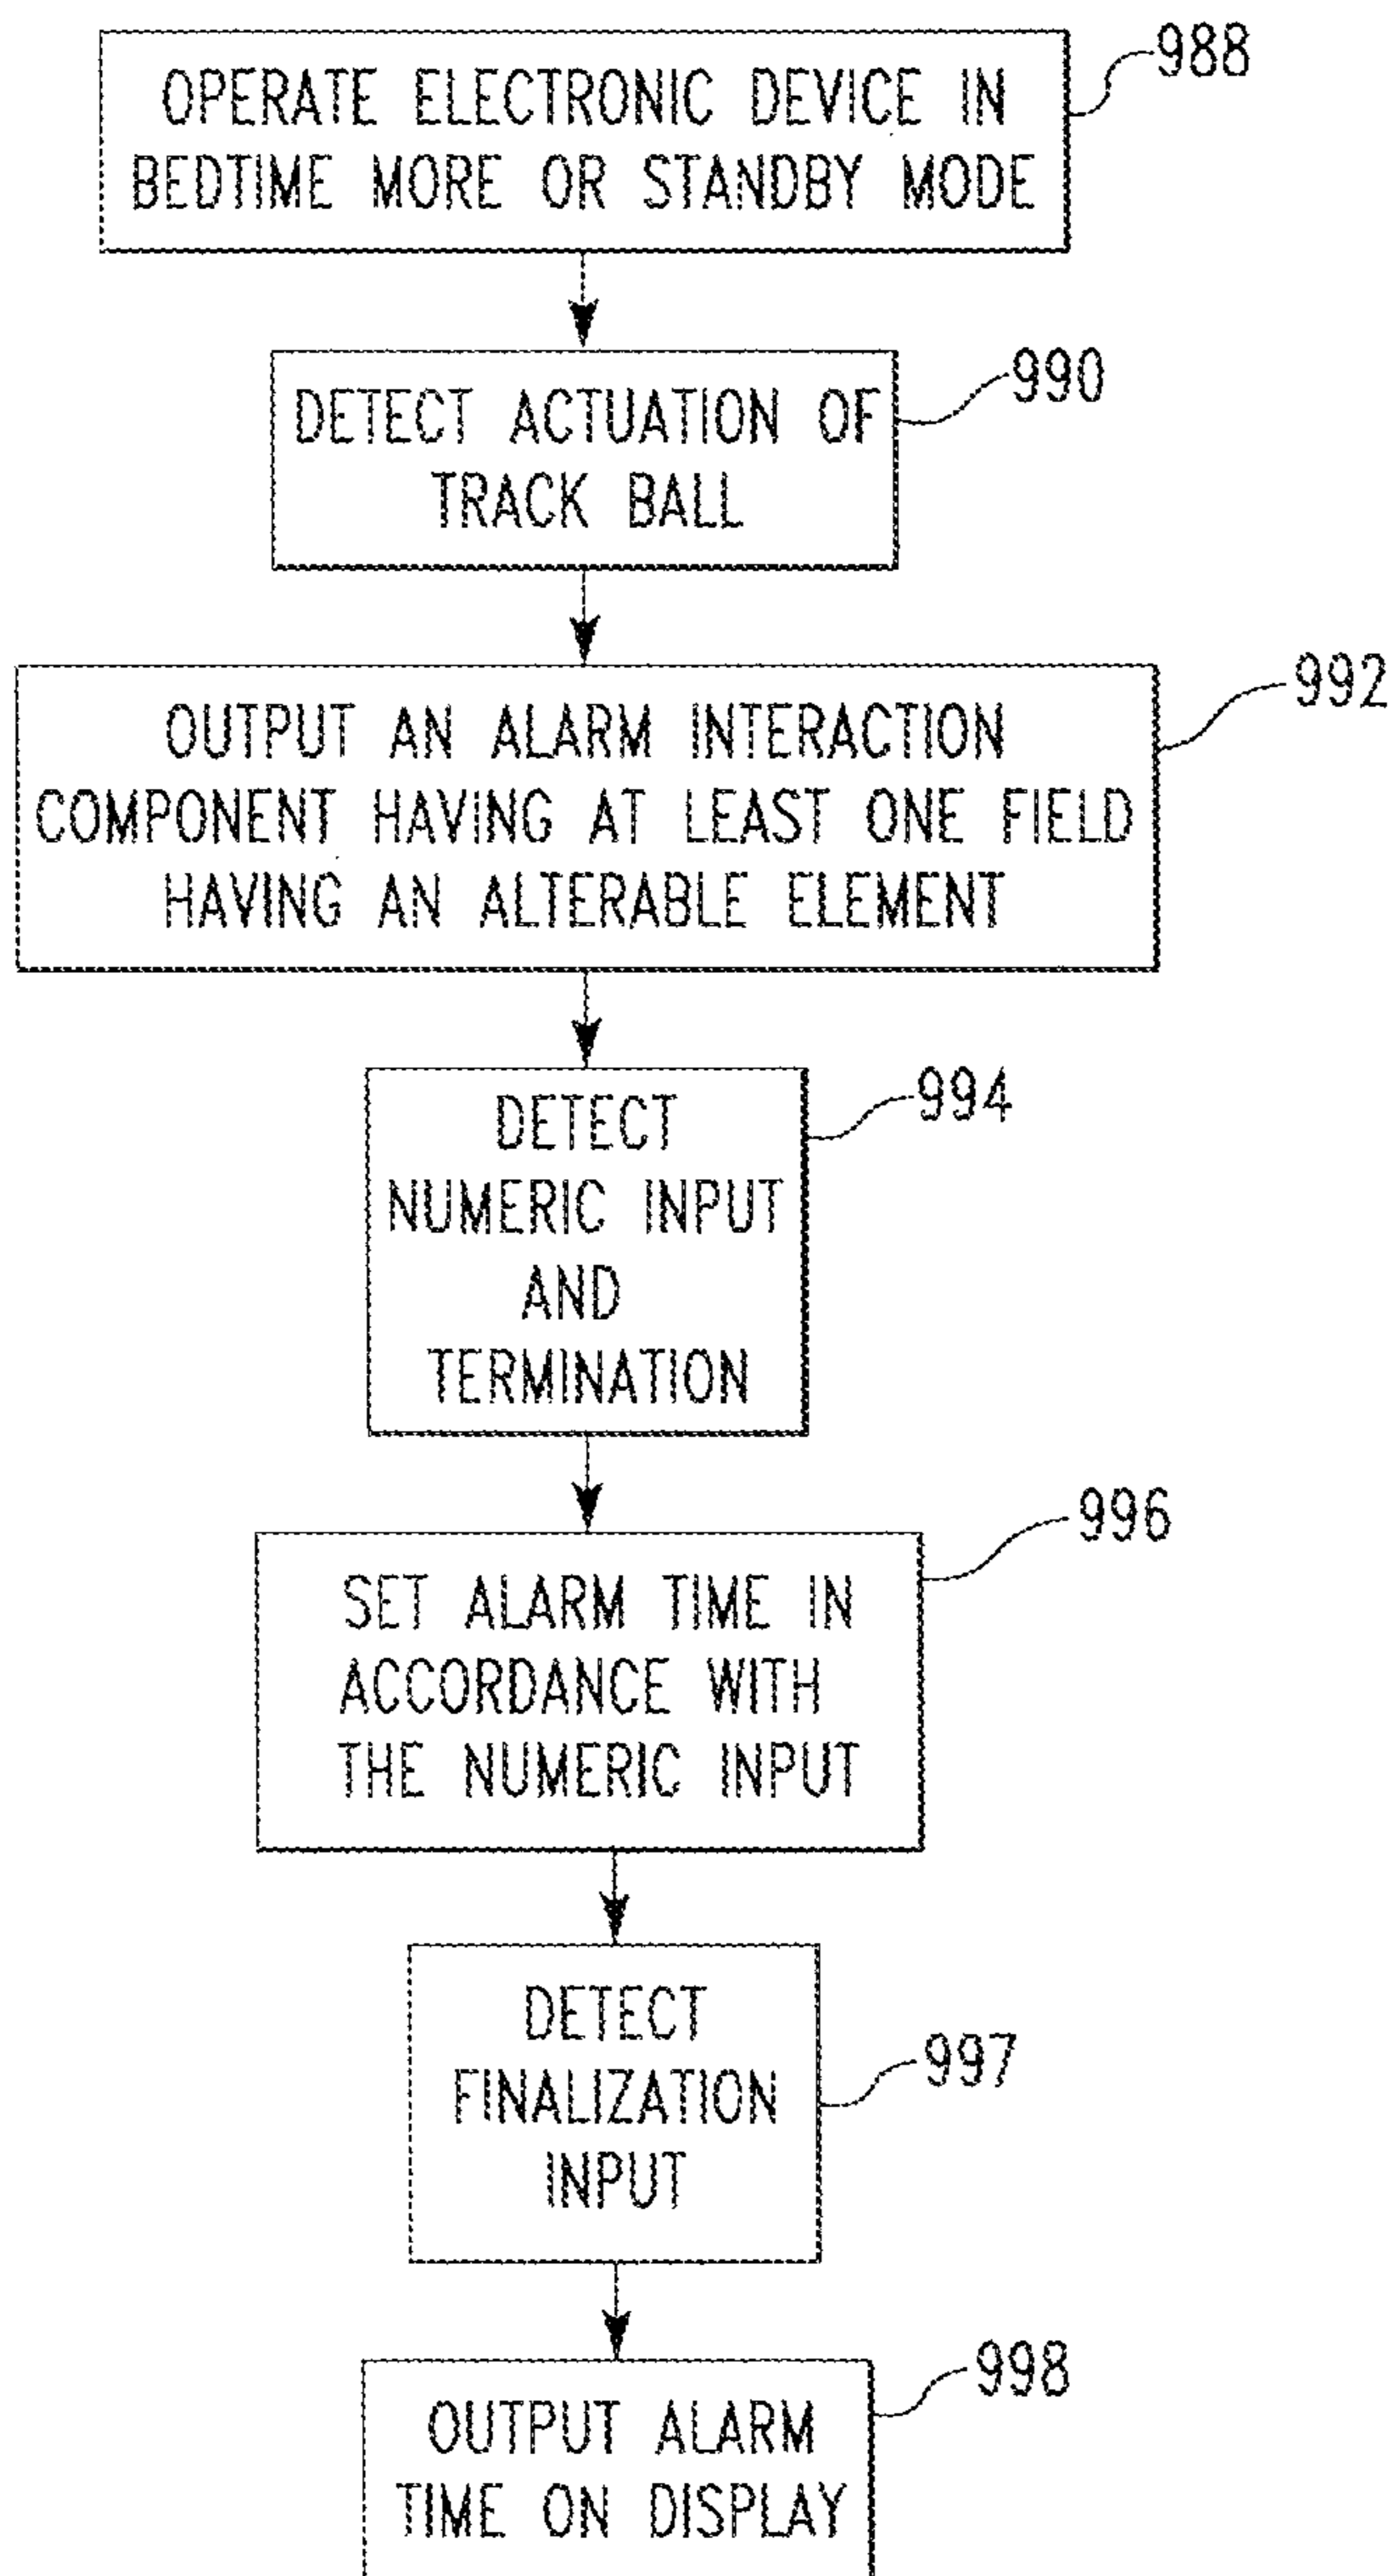 OPERATE ELECTRONIC DEVICE IN
BEDTIME MORE OR STANDBY MODE
988
DETECT ACTUATION OF
TRACK BALL
990
OUTPUT AN ALARM INTERACTION
COMPONENT HAVING AT LEAST ONE FIELD
HAVING AN ALTERABLE ELEMENT
992
DETECT
NUMERIC INPUT
AND
TERMINATION
994
SET ALARM TIME IN
ACCORDANCE WITH
THE NUMERIC INPUT
996
DETECT
FINALIZATION
INPUT
997
OUTPUT ALARM
TIME ON DISPLAY
998